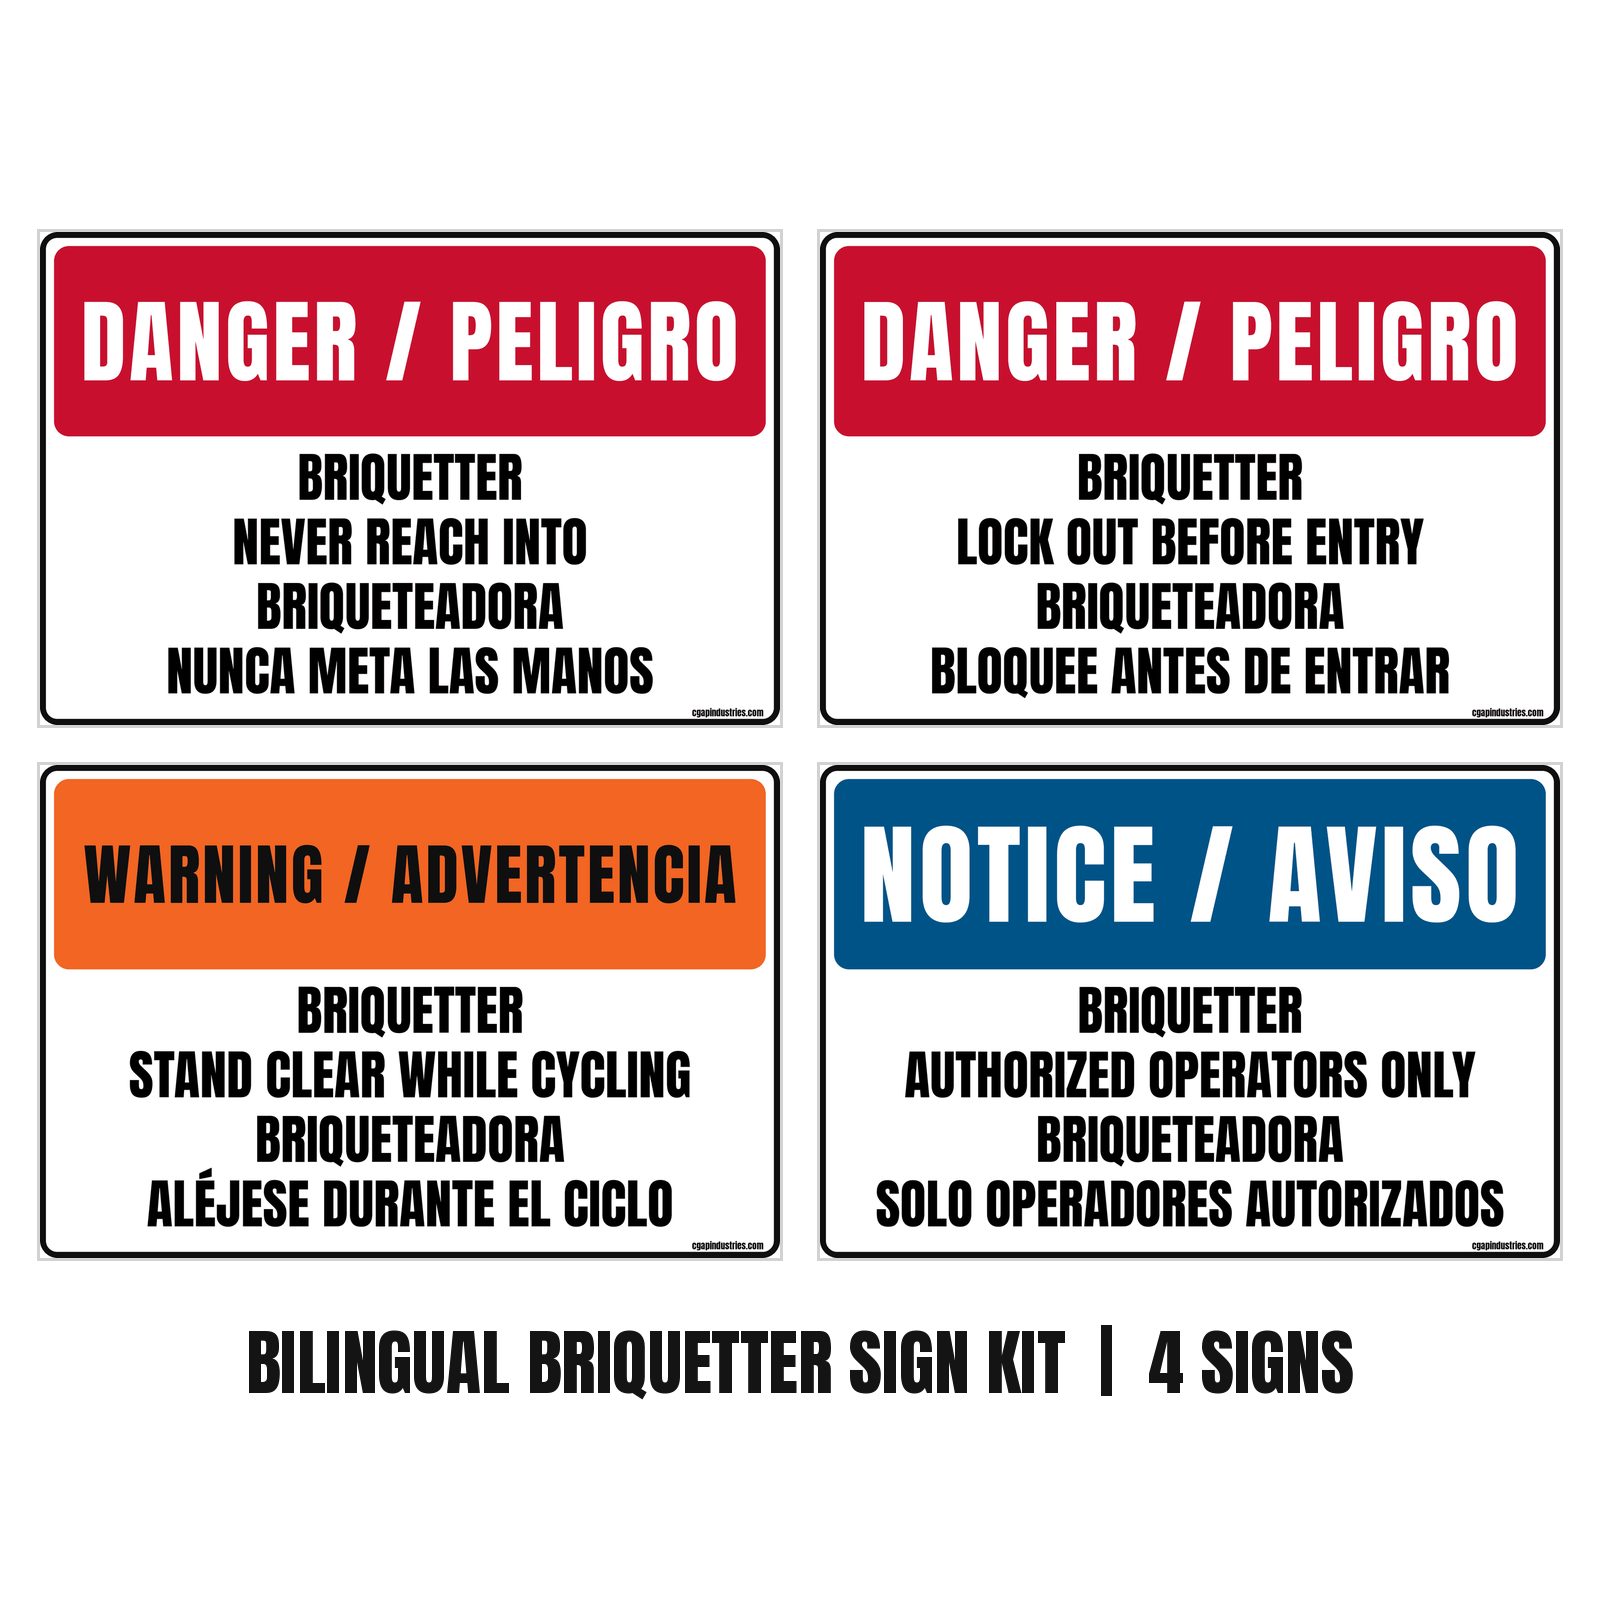 DANGER / PELIGRO
BRIQUETTER
NEVER REACH INTO
BRIQUETEADORA
NUNCA META LAS MANOS
cgapindustries.com
DANGER / PELIGRO
BRIQUETTER
LOCK OUT BEFORE ENTRY
BRIQUETEADORA
BLOQUEE ANTES DE ENTRAR
cgapindustries.com
WARNING / ADVERTENCIA
BRIQUETTER
STAND CLEAR WHILE CYCLING
BRIQUETEADORA
ALÉJESE DURANTE EL CICLO
cgapindustries.com
NOTICE / AVISO
BRIQUETTER
AUTHORIZED OPERATORS ONLY
BRIQUETEADORA
SOLO OPERADORES AUTORIZADOS
cgapindustries.com
BILINGUAL BRIQUETTER SIGN KIT | 4 SIGNS